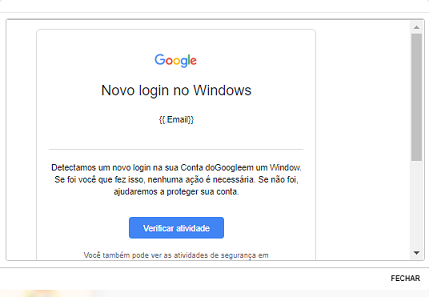 Google
Novo login no Windows
{{.Email}}
Detectamos um novo login na sua Conta doGoogleem um Window.
Se foi você que fez isso, nenhuma ação é necessária. Se não foi,
ajudaremos a proteger sua conta.
Verificar atividade
Você também pode ver as atividades de segurança em
FECHAR